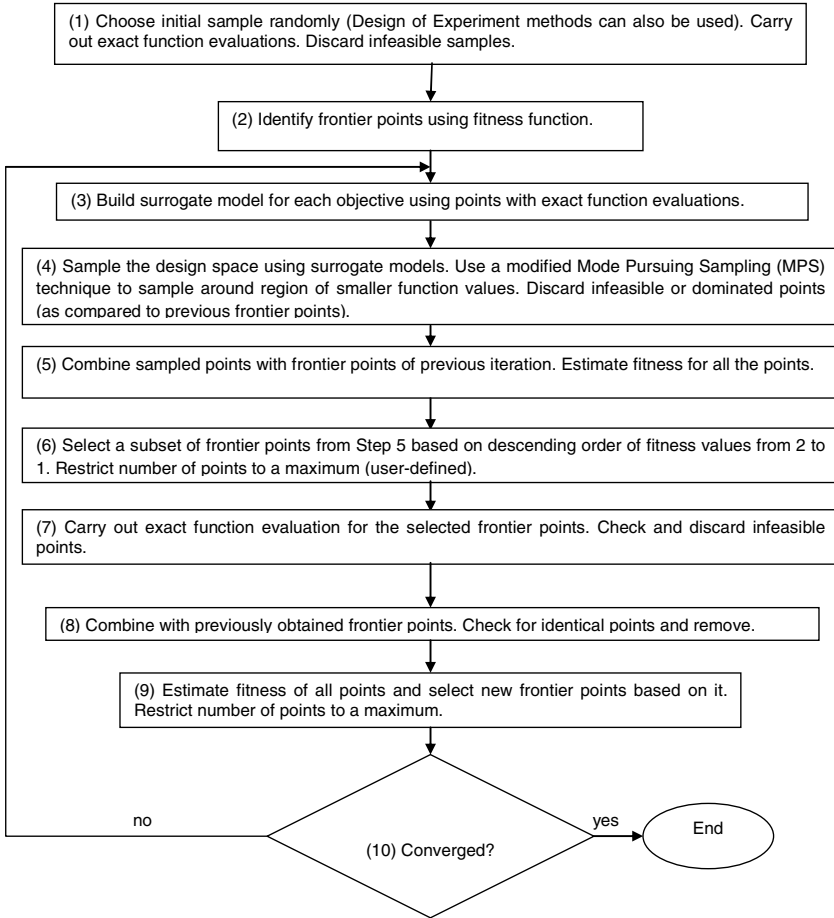 (1) Choose initial sample randomly (Design of Experiment methods can also be used). Carry
out exact function evaluations. Discard infeasible samples.
(2) Identify frontier points using fitness function.
(3) Build surrogate model for each objective using points with exact function evaluations.
(4) Sample the design space using surrogate models. Use a modified Mode Pursuing Sampling (MPS)
technique to sample around region of smaller function values. Discard infeasible or dominated points
(as compared to previous frontier points).
(5) Combine sampled points with frontier points of previous iteration. Estimate fitness for all the points.
(6) Select a subset of frontier points from Step 5 based on descending order of fitness values from 2 to
1. Restrict number of points to a maximum (user-defined).
(7) Carry out exact function evaluation for the selected frontier points. Check and discard infeasible
points.
(8) Combine with previously obtained frontier points. Check for identical points and remove.
(9) Estimate fitness of all points and select new frontier points based on it.
Restrict number of points to a maximum.
no
yes
End
(10) Converged?